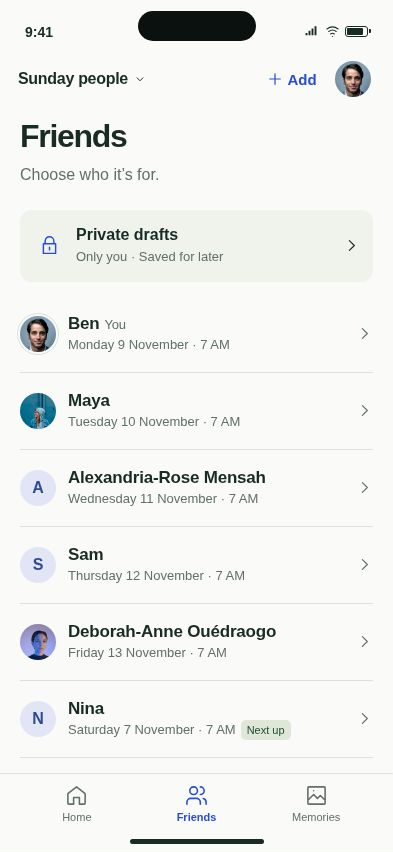 9:41
Sunday people
Add
Friends
Choose who it’s for.
Private drafts
Only you · Saved for later
Ben You
Monday 9 November · 7 AM
Maya
Tuesday 10 November · 7 AM
A
Alexandria-Rose Mensah
Wednesday 11 November · 7 AM
S
Sam
Thursday 12 November · 7 AM
Deborah-Anne Ouédraogo
Friday 13 November · 7 AM
N
Nina
Saturday 7 November · 7 AM Next up
Home Friends Memories